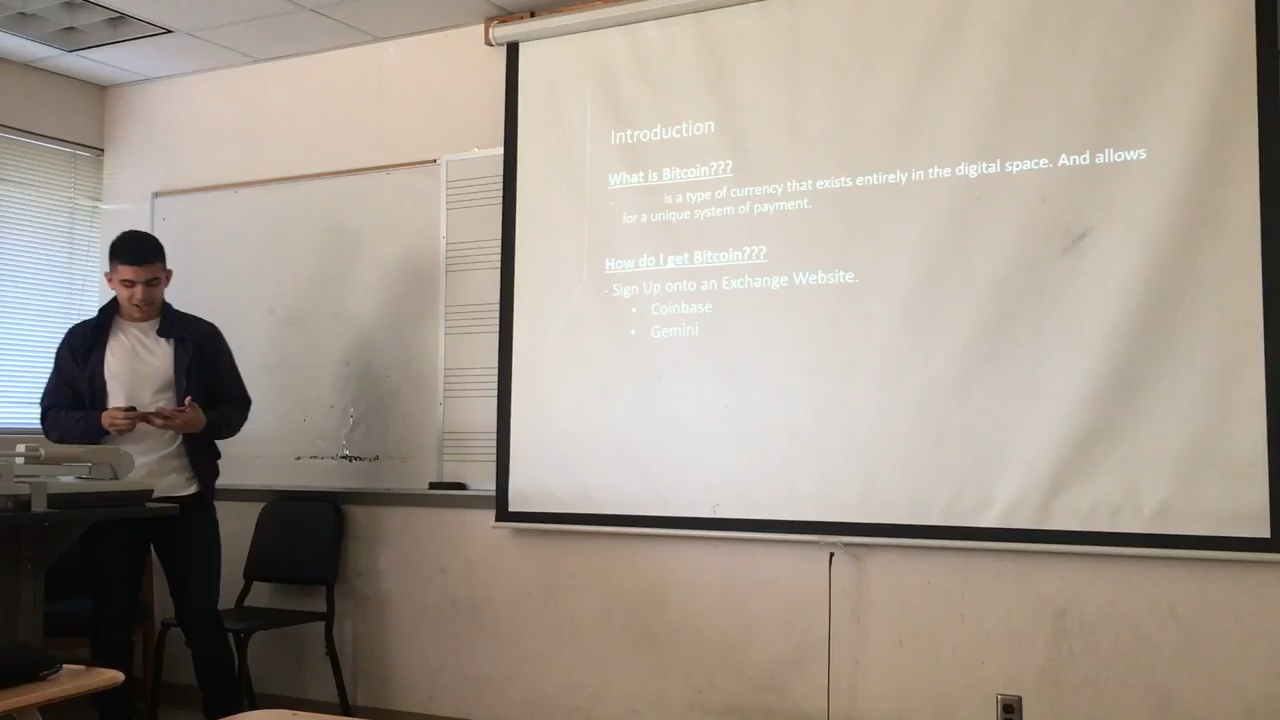 Introduction
What is Bitcoin???
is a type of currency that exists entirely in the digital space. And allows
for a unique system of payment.
How do I get Bitcoin???
- Sign Up onto an Exchange Website.
• Coinbase
• Gemini